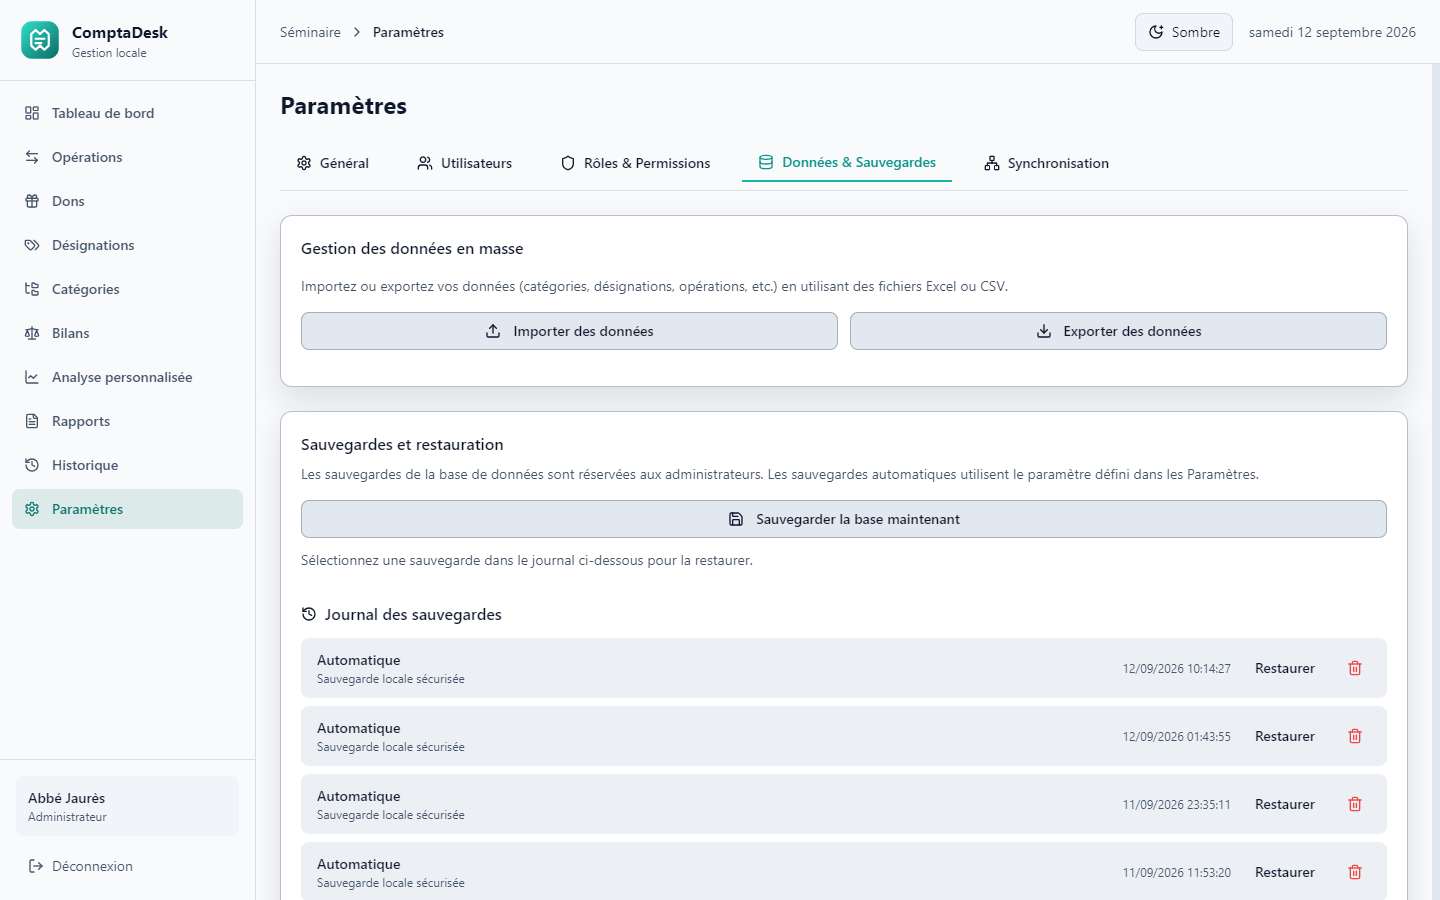 ComptaDesk
Gestion locale
Séminaire > Paramètres
Sombre
samedi 12 septembre 2026
Tableau de bord
Opérations
Dons
Désignations
Catégories
Bilans
Analyse personnalisée
Rapports
Historique
Paramètres
Abbé Jaurès
Administrateur
Déconnexion
Paramètres
Général
Utilisateurs
Rôles & Permissions
Données & Sauvegardes
Synchronisation
Gestion des données en masse
Importez ou exportez vos données (catégories, désignations, opérations, etc.) en utilisant des fichiers Excel ou CSV.
Importer des données
Exporter des données
Sauvegardes et restauration
Les sauvegardes de la base de données sont réservées aux administrateurs. Les sauvegardes automatiques utilisent le paramètre défini dans les Paramètres.
Sauvegarder la base maintenant
Sélectionnez une sauvegarde dans le journal ci-dessous pour la restaurer.
Journal des sauvegardes
Automatique
Sauvegarde locale sécurisée
12/09/2026 10:14:27
Restaurer
Automatique
Sauvegarde locale sécurisée
12/09/2026 01:43:55
Restaurer
Automatique
Sauvegarde locale sécurisée
11/09/2026 23:35:11
Restaurer
Automatique
Sauvegarde locale sécurisée
11/09/2026 11:53:20
Restaurer